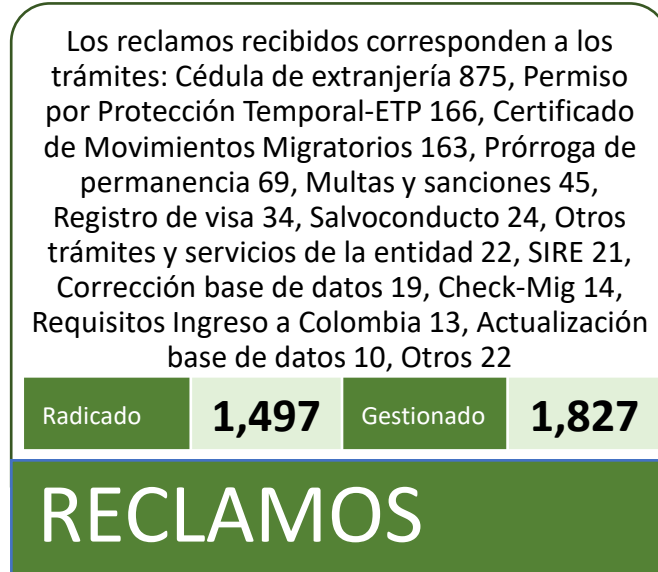 Los reclamos recibidos corresponden a los
trámites: Cédula de extranjería 875, Permiso
por Protección Temporal-ETP 166, Certificado
de Movimientos Migratorios 163, Prórroga de
permanencia 69, Multas y sanciones 45,
Registro de visa 34, Salvoconducto 24, Otros
trámites y servicios de la entidad 22, SIRE 21,
Corrección base de datos 19, Check-Mig 14,
Requisitos Ingreso a Colombia 13, Actualización
base de datos 10, Otros 22
Radicado 1,497 Gestionado 1,827
RECLAMOS